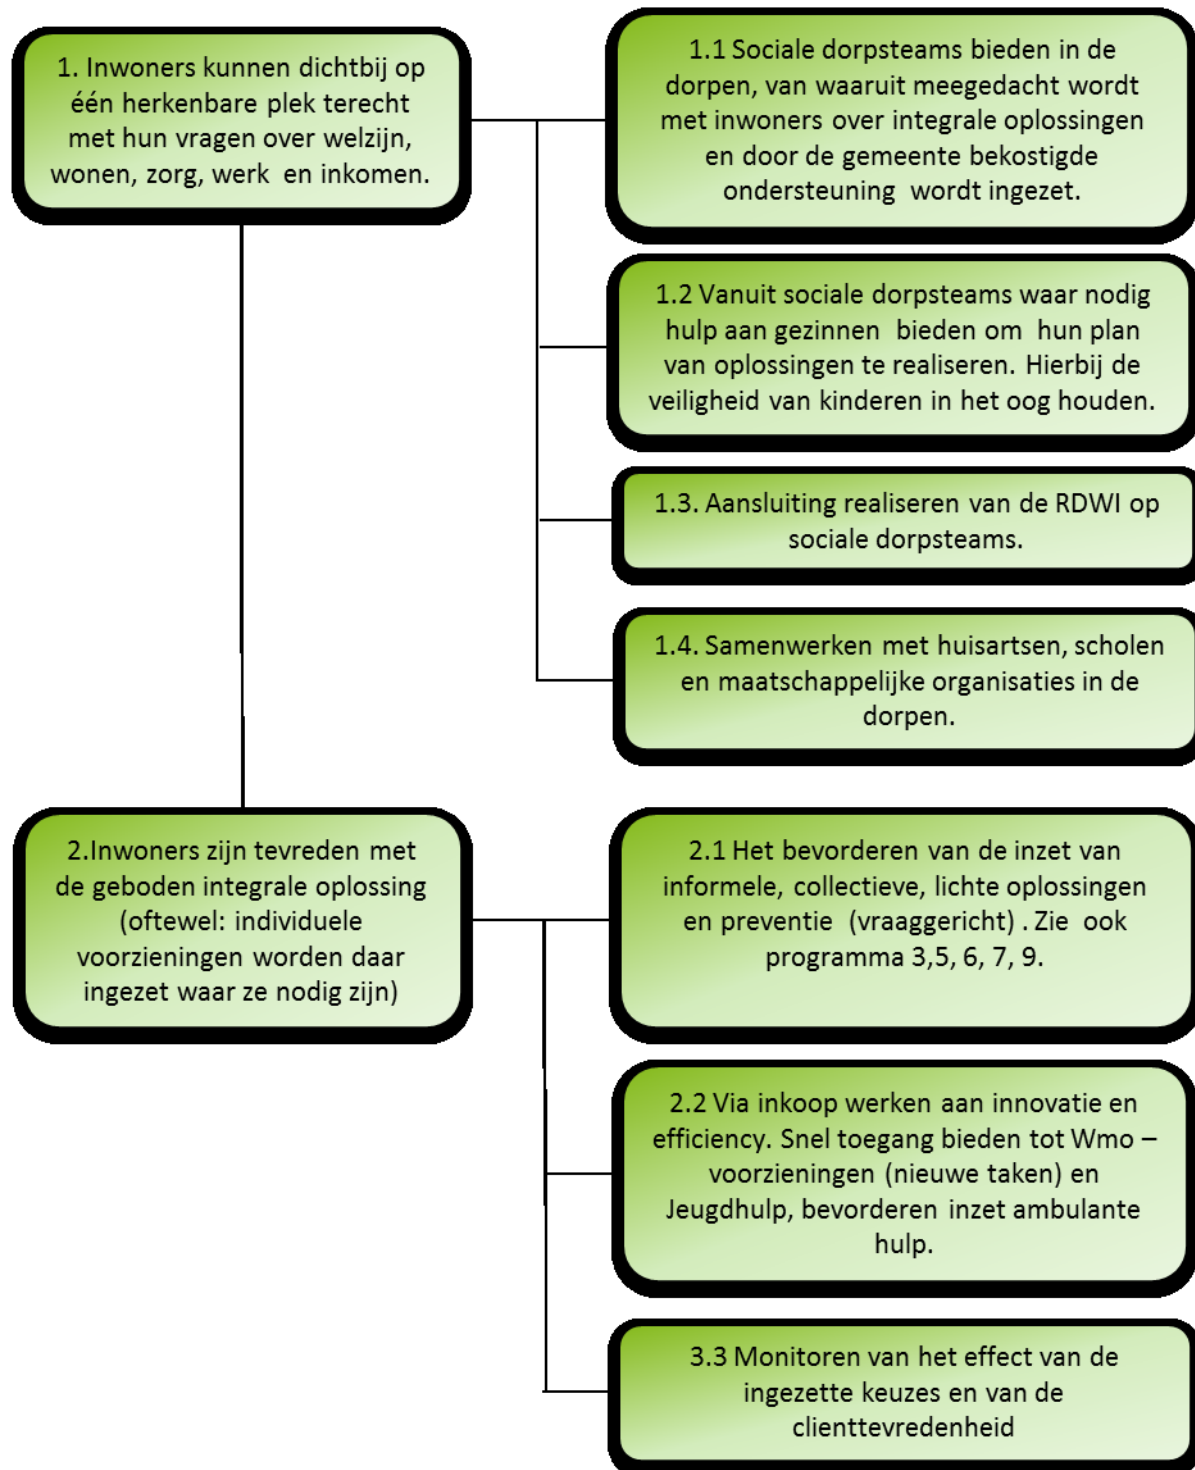 1. Inwoners kunnen dichtbij op
één herkenbare plek terecht
met hun vragen over welzijn,
wonen, zorg, werk en inkomen.
1.1 Sociale dorpsteams bieden in de
dorpen, van waaruit meegedacht wordt
met inwoners over integrale oplossingen
en door de gemeente bekostigde
ondersteuning wordt ingezet.
1.2 Vanuit sociale dorpsteams waar nodig
hulp aan gezinnen bieden om hun plan
van oplossingen te realiseren. Hierbij de
veiligheid van kinderen in het oog houden.
1.3. Aansluiting realiseren van de RDWI op
sociale dorpsteams.
1.4. Samenwerken met huisartsen, scholen
en maatschappelijke organisaties in de
dorpen.
2.Inwoners zijn tevreden met
de geboden integrale oplossing
(oftewel: individuele
voorzieningen worden daar
ingezet waar ze nodig zijn)
2.1 Het bevorderen van de inzet van
informele, collectieve, lichte oplossingen
en preventie (vraaggericht) . Zie ook
programma 3,5, 6, 7, 9.
2.2 Via inkoop werken aan innovatie en
efficiency. Snel toegang bieden tot Wmo –
voorzieningen (nieuwe taken) en
Jeugdhulp, bevorderen inzet ambulante
hulp.
3.3 Monitoren van het effect van de
ingezette keuzes en van de
clienttevredenheid